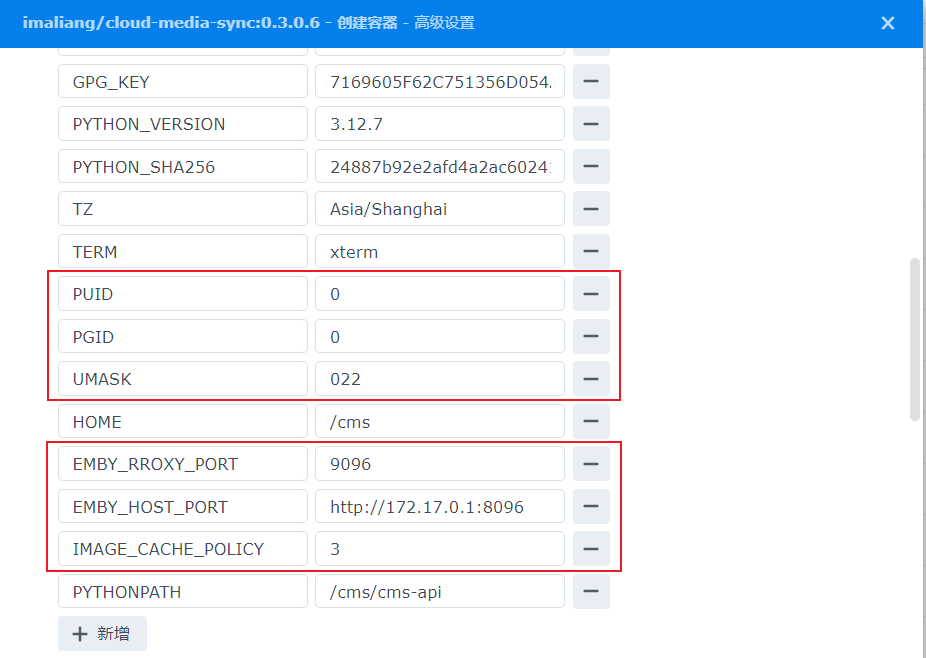 imaliang/cloud-media-sync:0.3.0.6 - 创建容器 - 高级设置
GPG_KEY 7169605F62C751356D054
PYTHON_VERSION 3.12.7
PYTHON_SHA256 24887b92e2afd4a2ac6024
TZ Asia/Shanghai
TERM xterm
PUID 0
PGID 0
UMASK 022
HOME /cms
EMBY_RROXY_PORT 9096
EMBY_HOST_PORT http://172.17.0.1:8096
IMAGE_CACHE_POLICY 3
PYTHONPATH /cms/cms-api
新增